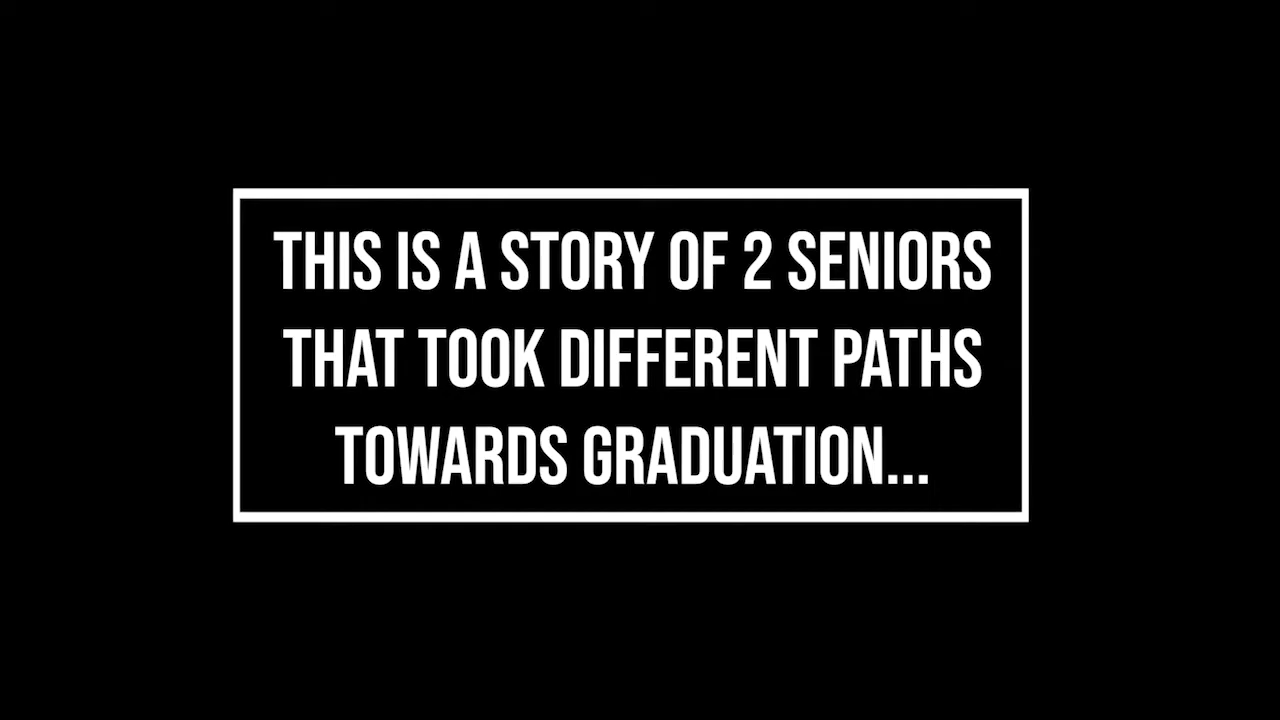 THIS IS A STORY OF 2 SENIORS
THAT TOOK DIFFERENT PATHS
TOWARDS GRADUATION...